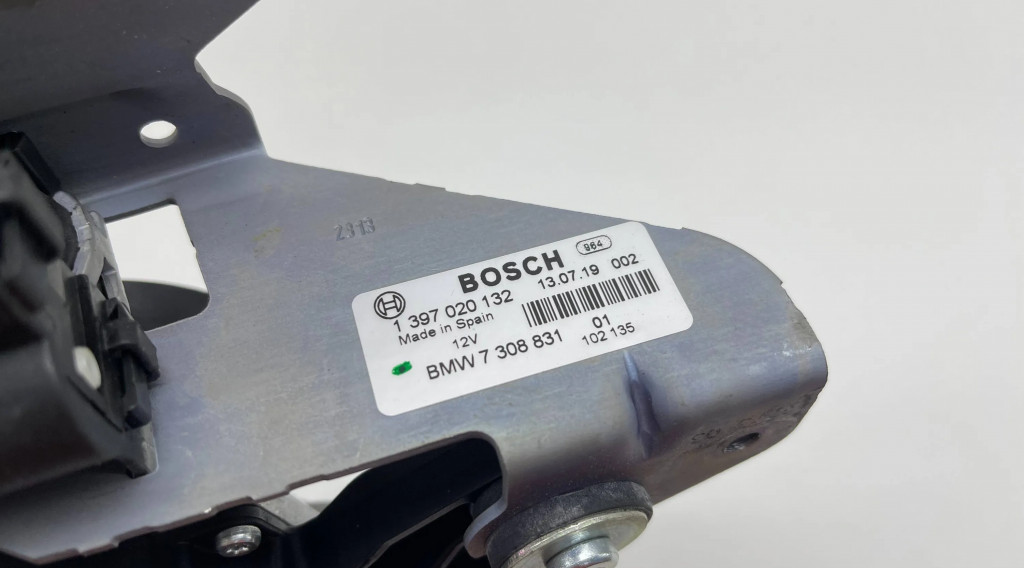 2313
964
BOSCH
1 397 020 132 13.07.19 002
Made in Spain
12V 01
BMW 7 308 831 102 135